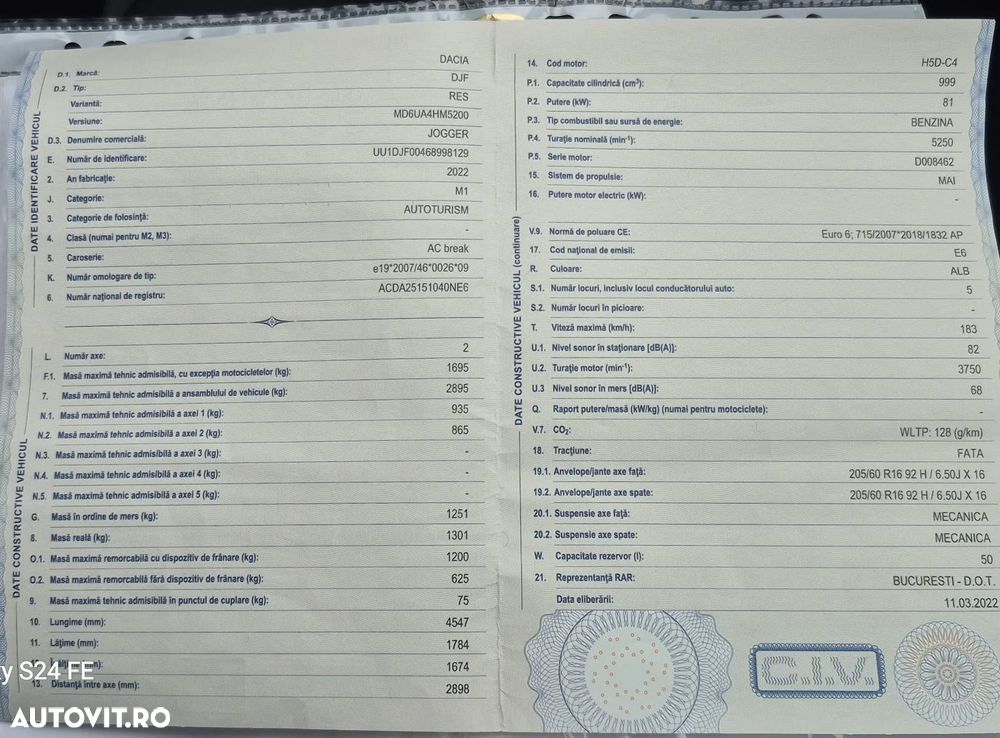 DATE IDENTIFICARE VEHICUL
D.1. Marcă: DACIA
D.2. Tip: DJF
Variantă: RES
Versiune: MD6UA4HM5200
D.3. Denumire comercială: JOGGER
E. Număr de identificare: UU1DJF00468998129
2. An fabricație: 2022
J. Categorie: M1
3. Categorie de folosință: AUTOTURISM
4. Clasă (numai pentru M2, M3): -
5. Caroserie: AC break
K. Număr omologare de tip: e19*2007/46*0026*09
6. Număr național de registru: ACDA25151040NE6
DATE CONSTRUCTIVE VEHICUL
L. Număr axe: 2
F.1. Masă maximă tehnic admisibilă, cu excepția motocicletelor (kg): 1695
7. Masă maximă tehnic admisibilă a ansamblului de vehicule (kg): 2895
N.1. Masă maximă tehnic admisibilă a axei 1 (kg): 935
N.2. Masă maximă tehnic admisibilă a axei 2 (kg): 865
N.3. Masă maximă tehnic admisibilă a axei 3 (kg): -
N.4. Masă maximă tehnic admisibilă a axei 4 (kg): -
N.5. Masă maximă tehnic admisibilă a axei 5 (kg): -
G. Masă în ordine de mers (kg): 1251
8. Masă reală (kg): 1301
O.1. Masă maximă remorcabilă cu dispozitiv de frânare (kg): 1200
O.2. Masă maximă remorcabilă fără dispozitiv de frânare (kg): 625
9. Masă maximă tehnic admisibilă în punctul de cuplare (kg): 75
10. Lungime (mm): 4547
11. Lățime (mm): 1784
1674
13. Distanță între axe (mm): 2898
14. Cod motor: H5D-C4
P.1. Capacitate cilindrică (cm³): 999
P.2. Putere (kW): 81
P.3. Tip combustibil sau sursă de energie: BENZINA
P.4. Turație nominală (min⁻¹): 5250
P.5. Serie motor: D008462
15. Sistem de propulsie: MAI
16. Putere motor electric (kW): -
DATE CONSTRUCTIVE VEHICUL (continuare)
V.9. Normă de poluare CE: Euro 6; 715/2007*2018/1832 AP
17. Cod național de emisii: E6
R. Culoare: ALB
S.1. Număr locuri, inclusiv locul conducătorului auto: 5
S.2. Număr locuri în picioare: -
T. Viteză maximă (km/h): 183
U.1. Nivel sonor în staționare [dB(A)]: 82
U.2. Turație motor (min⁻¹): 3750
U.3 Nivel sonor în mers [dB(A)]: 68
Q. Raport putere/masă (kW/kg) (numai pentru motociclete): -
V.7. CO₂: WLTP: 128 (g/km)
18. Tracțiune: FATA
19.1. Anvelope/jante axe față: 205/60 R16 92 H / 6.50J X 16
19.2. Anvelope/jante axe spate: 205/60 R16 92 H / 6.50J X 16
20.1. Suspensie axe față: MECANICA
20.2. Suspensie axe spate: MECANICA
W. Capacitate rezervor (l): 50
21. Reprezentanță RAR: BUCURESTI - D.O.T.
Data eliberării: 11.03.2022
C.I.V.
y S24 FE
AUTOVIT.RO